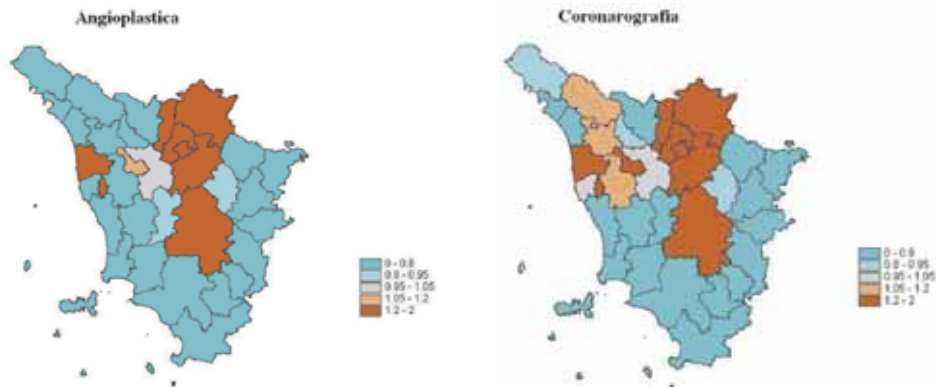 Angioplastica
Coronarografia
0 - 0.8
0.8 - 0.95
0.95 - 1.05
1.05 - 1.2
1.2 - 2
0 - 0.8
0.8 - 0.95
0.95 - 1.05
1.05 - 1.2
1.2 - 2